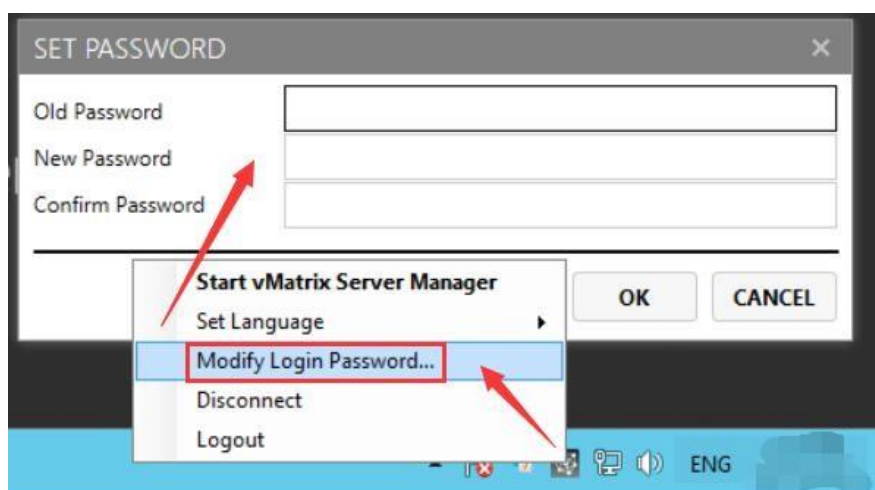 SET PASSWORD
Old Password
New Password
Confirm Password
OK
CANCEL
Start vMatrix Server Manager
Set Language
Modify Login Password...
Disconnect
Logout
ENG